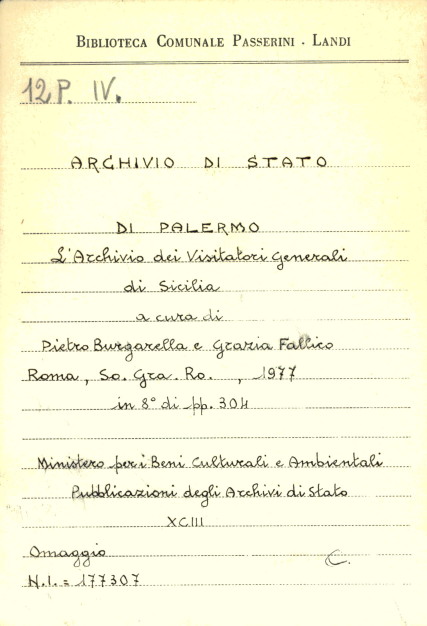 BIBLIOTECA COMUNALE PASSERINI - LANDI
12 P. IV.
ARCHIVIO DI STATO
DI PALERMO
L'Archivio dei Visitatori Generali
di Sicilia
a cura di
Pietro Burgarella e Grazia Fallico
Roma, So. Gra. Ro. , 1977
in 8° di pp. 304
Ministero per i Beni Culturali e Ambientali
Pubblicazioni degli Archivi di Stato
XCIII
Omaggio C.
N.I. = 177307